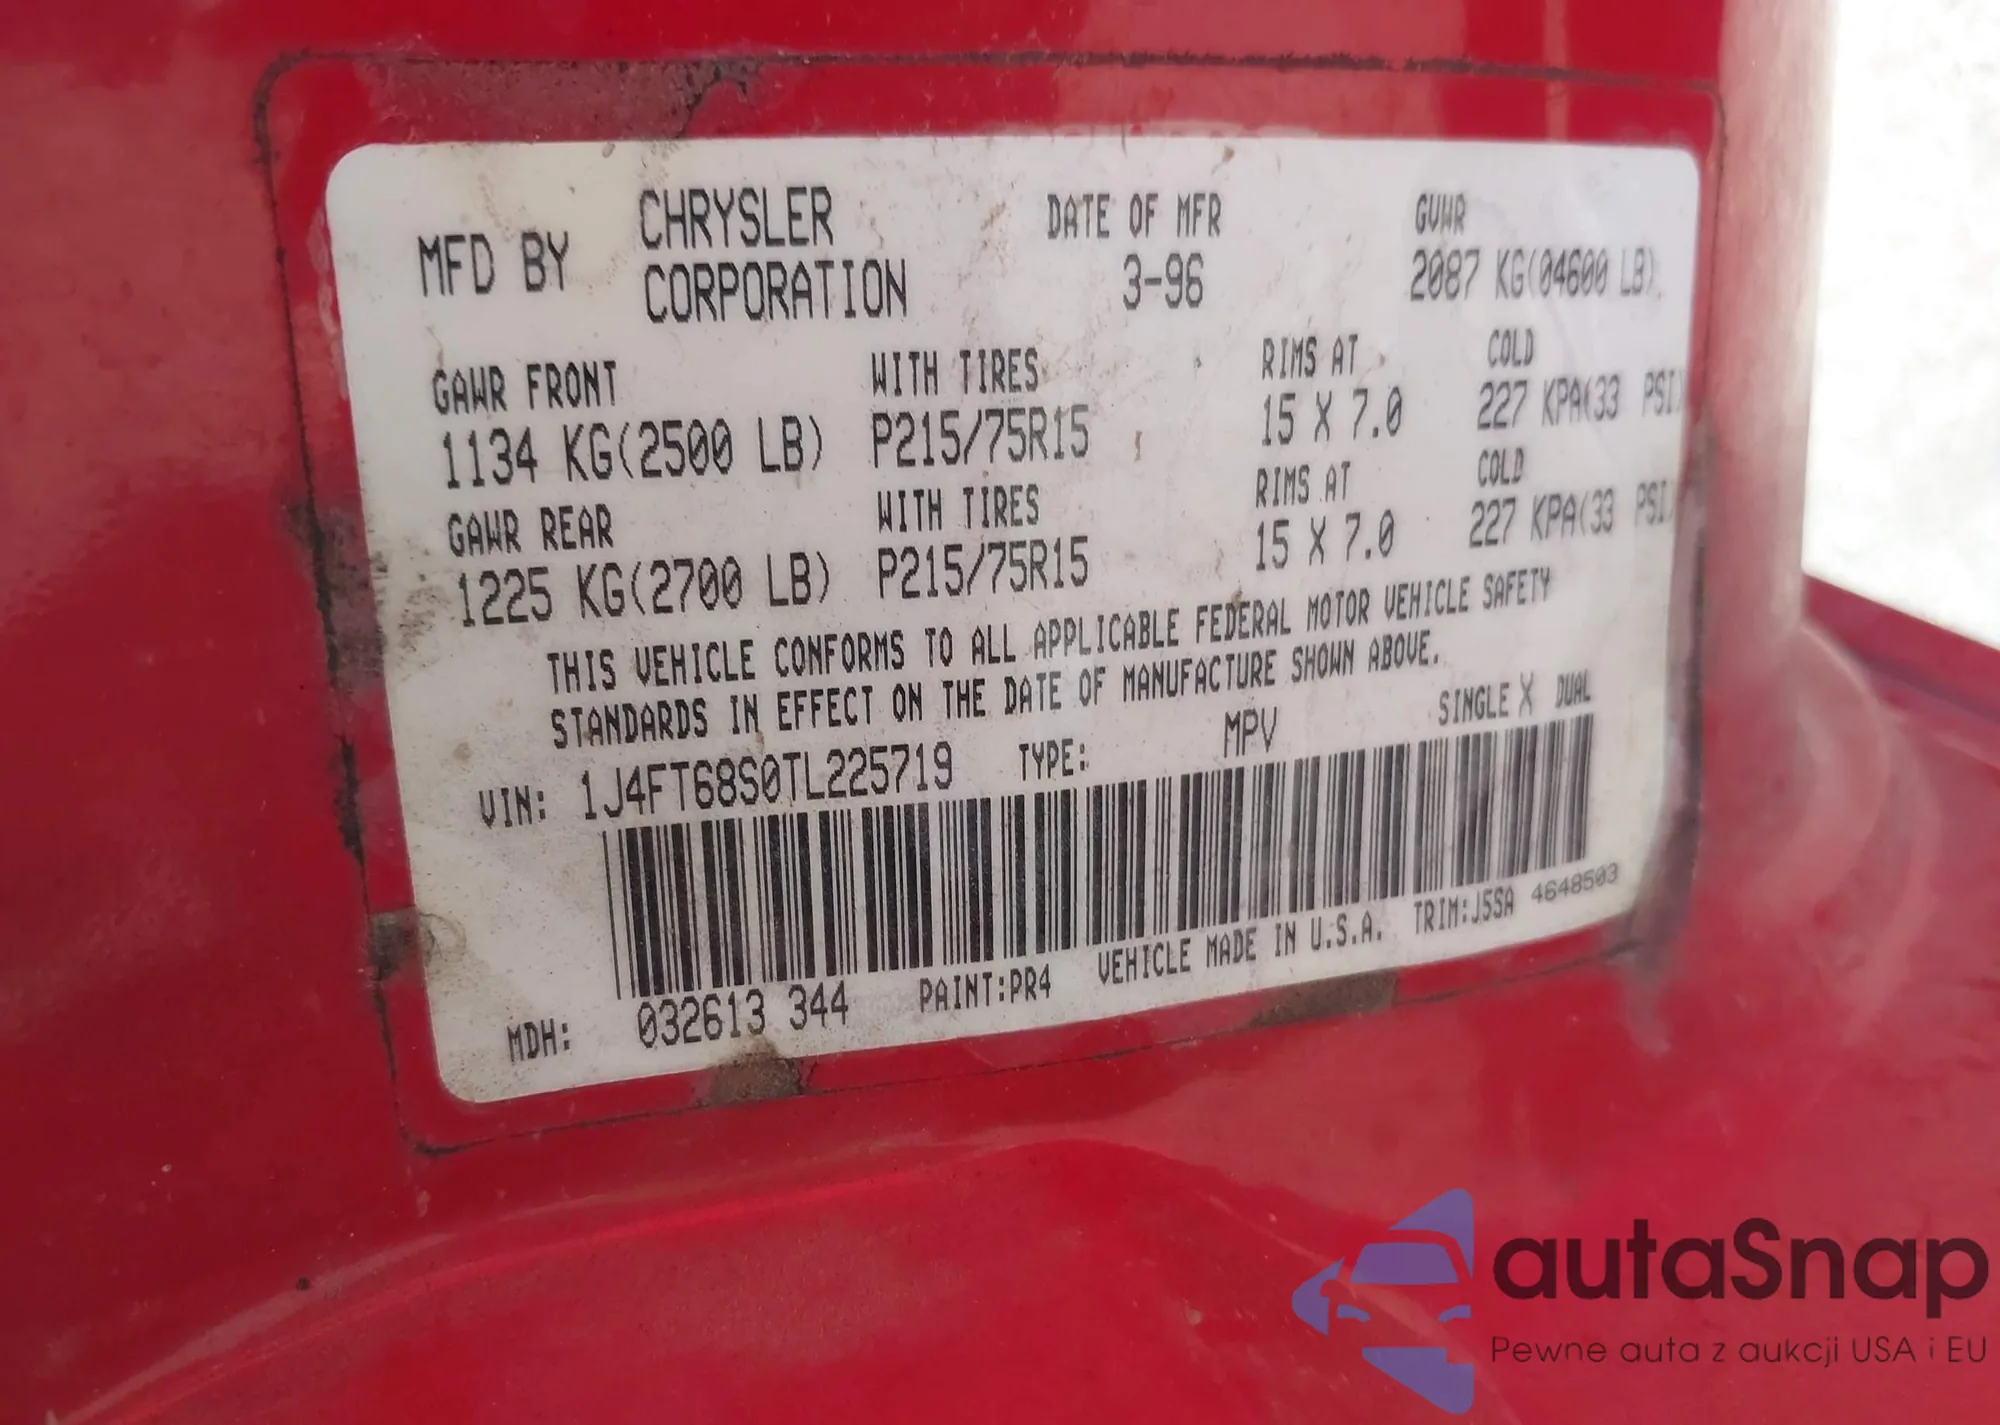 MFD BY CHRYSLER CORPORATION DATE OF MFR 3-96 GVWR 2087 KG(04600 LB)
GAWR FRONT WITH TIRES RIMS AT COLD
1134 KG(2500 LB) P215/75R15 15 X 7.0 227 KPA(33 PSI)
GAWR REAR WITH TIRES RIMS AT COLD
1225 KG(2700 LB) P215/75R15 15 X 7.0 227 KPA(33 PSI)
THIS VEHICLE CONFORMS TO ALL APPLICABLE FEDERAL MOTOR VEHICLE SAFETY
STANDARDS IN EFFECT ON THE DATE OF MANUFACTURE SHOWN ABOVE.
VIN: 1J4FT68S0TL225719 TYPE: MPV SINGLE X DUAL
MDH: 032613 344 PAINT:PR4 VEHICLE MADE IN U.S.A. TRIM:J5SA 4648503
autaSnap
Pewne auta z aukcji USA i EU